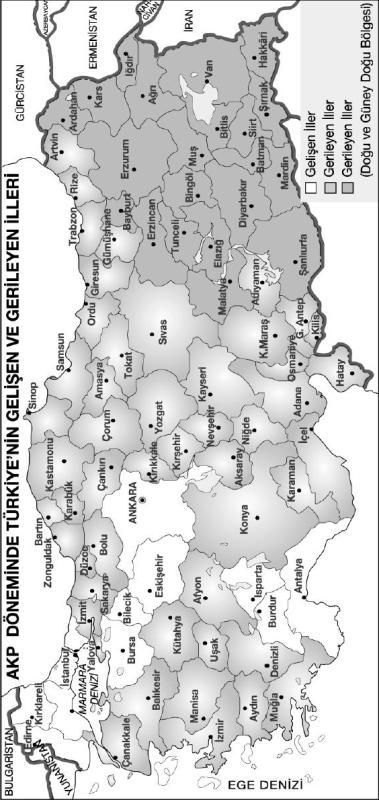 AKP DÖNEMİNDE TÜRKİYE'NİN GELİŞEN VE GERİLEYEN İLLERİ
BULGARİSTAN
YUNANİSTAN
GÜRCİSTAN
ERMENİSTAN
İRAN
EGE DENİZİ
MARMARA
DENİZİ
Edirne
Kırklareli
İstanbul
Yalova
İzmit
Sakarya
Düzce
Bolu
Zonguldak
Bartın
Karabük
Kastamonu
Sinop
Samsun
Çankırı
Çorum
Amasya
Tokat
Ordu
Giresun
Gümüşhane
Trabzon
Bayburt
Rize
Artvin
Ardahan
Kars
Iğdır
Çanakkale
Balıkesir
Bursa
Bilecik
Eskişehir
Kütahya
ANKARA
Kırıkkale
Kırşehir
Yozgat
Sivas
Erzincan
Erzurum
Ağrı
Manisa
İzmir
Uşak
Afyon
Aydın
Denizli
Muğla
Isparta
Burdur
Antalya
Konya
Karaman
Aksaray
Nevşehir
Niğde
Kayseri
İçel
Adana
Osmaniye
Hatay
K.Maraş
G. Antep
Kilis
Malatya
Adıyaman
Şanlıurfa
Elazığ
Tunceli
Bingöl
Muş
Diyarbakır
Mardin
Batman
Bitlis
Siirt
Şırnak
Van
Hakkâri
Gelişen İller
Gerileyen İller
Gerileyen İller
(Doğu ve Güney Doğu Bölgesi)